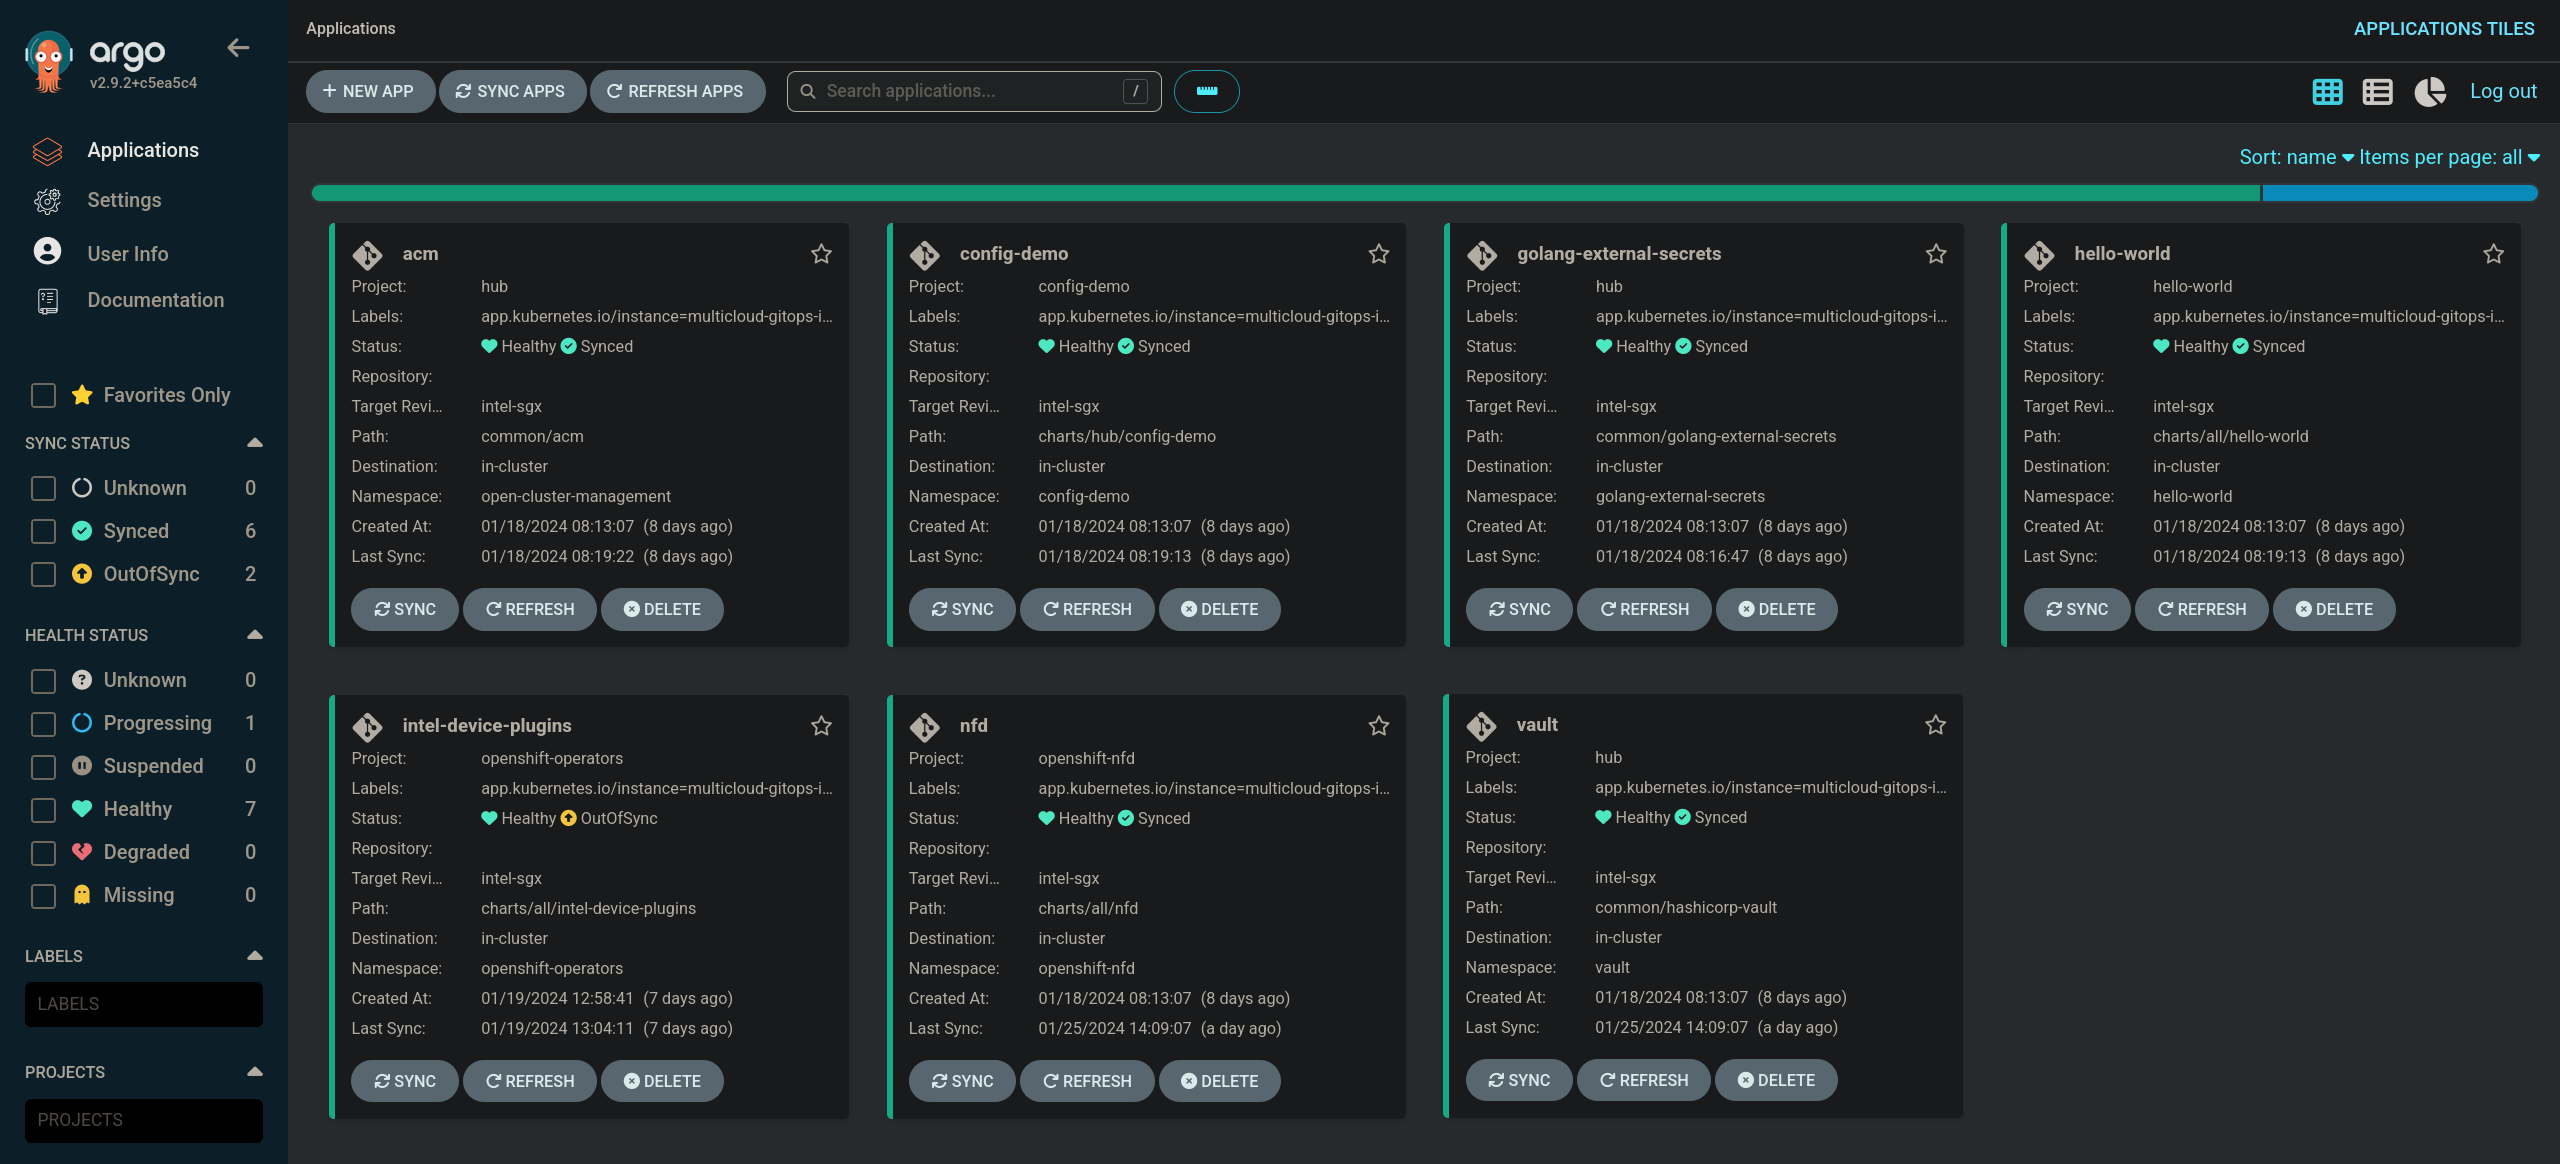 argo
v2.9.2+c5ea5c4
Applications
Settings
User Info
Documentation
Favorites Only
SYNC STATUS
Unknown 0
Synced 6
OutOfSync 2
HEALTH STATUS
Unknown 0
Progressing 1
Suspended 0
Healthy 7
Degraded 0
Missing 0
LABELS
LABELS
PROJECTS
PROJECTS
Applications
APPLICATIONS TILES
+ NEW APP SYNC APPS REFRESH APPS Search applications... / Log out
Sort: name Items per page: all
acm
Project: hub
Labels: app.kubernetes.io/instance=multicloud-gitops-i...
Status: Healthy Synced
Repository:
Target Revi... intel-sgx
Path: common/acm
Destination: in-cluster
Namespace: open-cluster-management
Created At: 01/18/2024 08:13:07 (8 days ago)
Last Sync: 01/18/2024 08:19:22 (8 days ago)
SYNC REFRESH DELETE
config-demo
Project: config-demo
Labels: app.kubernetes.io/instance=multicloud-gitops-i...
Status: Healthy Synced
Repository:
Target Revi... intel-sgx
Path: charts/hub/config-demo
Destination: in-cluster
Namespace: config-demo
Created At: 01/18/2024 08:13:07 (8 days ago)
Last Sync: 01/18/2024 08:19:13 (8 days ago)
SYNC REFRESH DELETE
golang-external-secrets
Project: hub
Labels: app.kubernetes.io/instance=multicloud-gitops-i...
Status: Healthy Synced
Repository:
Target Revi... intel-sgx
Path: common/golang-external-secrets
Destination: in-cluster
Namespace: golang-external-secrets
Created At: 01/18/2024 08:13:07 (8 days ago)
Last Sync: 01/18/2024 08:16:47 (8 days ago)
SYNC REFRESH DELETE
hello-world
Project: hello-world
Labels: app.kubernetes.io/instance=multicloud-gitops-i...
Status: Healthy Synced
Repository:
Target Revi... intel-sgx
Path: charts/all/hello-world
Destination: in-cluster
Namespace: hello-world
Created At: 01/18/2024 08:13:07 (8 days ago)
Last Sync: 01/18/2024 08:19:13 (8 days ago)
SYNC REFRESH DELETE
intel-device-plugins
Project: openshift-operators
Labels: app.kubernetes.io/instance=multicloud-gitops-i...
Status: Healthy OutOfSync
Repository:
Target Revi... intel-sgx
Path: charts/all/intel-device-plugins
Destination: in-cluster
Namespace: openshift-operators
Created At: 01/19/2024 12:58:41 (7 days ago)
Last Sync: 01/19/2024 13:04:11 (7 days ago)
SYNC REFRESH DELETE
nfd
Project: openshift-nfd
Labels: app.kubernetes.io/instance=multicloud-gitops-i...
Status: Healthy Synced
Repository:
Target Revi... intel-sgx
Path: charts/all/nfd
Destination: in-cluster
Namespace: openshift-nfd
Created At: 01/18/2024 08:13:07 (8 days ago)
Last Sync: 01/25/2024 14:09:07 (a day ago)
SYNC REFRESH DELETE
vault
Project: hub
Labels: app.kubernetes.io/instance=multicloud-gitops-i...
Status: Healthy Synced
Repository:
Target Revi... intel-sgx
Path: common/hashicorp-vault
Destination: in-cluster
Namespace: vault
Created At: 01/18/2024 08:13:07 (8 days ago)
Last Sync: 01/25/2024 14:09:07 (a day ago)
SYNC REFRESH DELETE